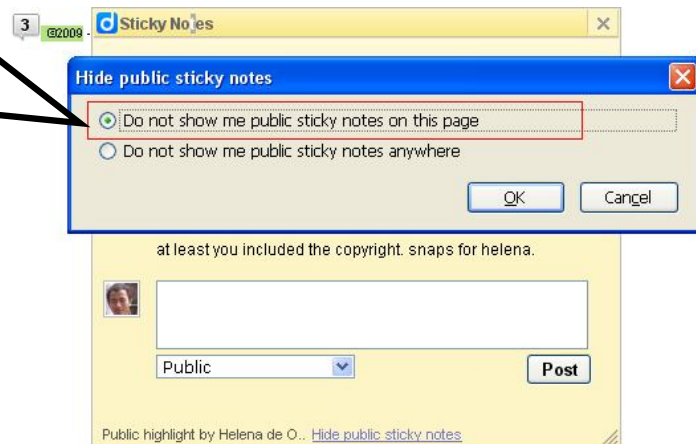 3
©2009 -
d Sticky Notes
Hide public sticky notes
Do not show me public sticky notes on this page
Do not show me public sticky notes anywhere
OK
Cancel
at least you included the copyright. snaps for helena.
Public
Post
Public highlight by Helena de O.. Hide public sticky notes